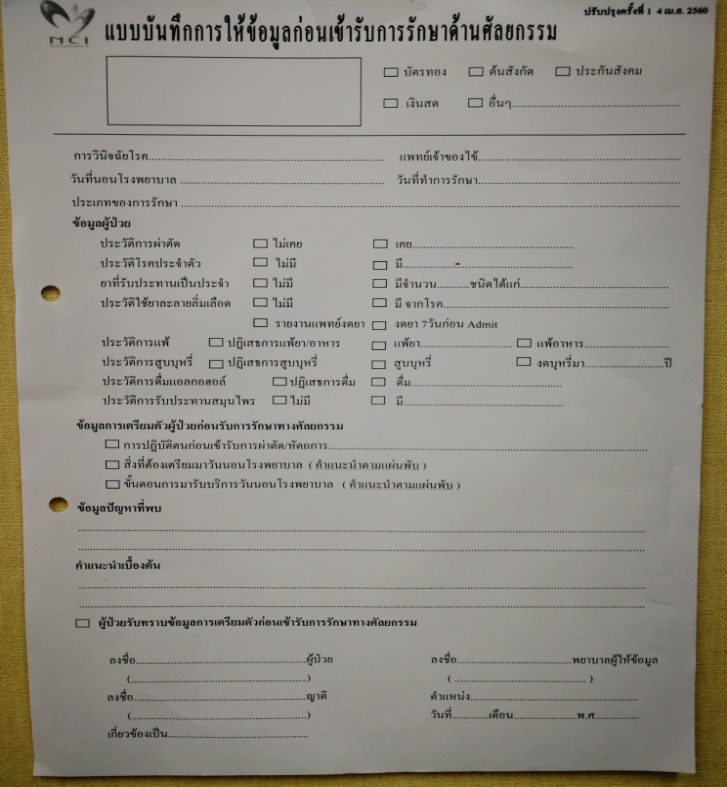 ปรับปรุงครั้งที่ 1 4 เม.ย. 2560
NCI
แบบบันทึกการให้ข้อมูลก่อนเข้ารับการรักษาด้านศัลยกรรม
☐ บัตรทอง ☐ ต้นสังกัด ☐ ประกันสังคม
☐ เงินสด ☐ อื่นๆ........................................
การวินิจฉัยโรค........................................ แพทย์เจ้าของไข้........................................
วันที่นอนโรงพยาบาล ........................................ วันที่ทำการรักษา........................................
ประเภทของการรักษา ........................................
ข้อมูลผู้ป่วย
ประวัติการผ่าตัด ☐ ไม่เคย ☐ เคย........................................
ประวัติโรคประจำตัว ☐ ไม่มี ☐ มี........................................
ยาที่รับประทานเป็นประจำ ☐ ไม่มี ☐ มีจำนวน...........ชนิดได้แก่........................................
ประวัติใช้ยาละลายลิ่มเลือด ☐ ไม่มี ☐ มี จากโรค........................................
☐ รายงานแพทย์งดยา ☐ งดยา 7วันก่อน Admit
ประวัติการแพ้ ☐ ปฏิเสธการแพ้ยา/อาหาร ☐ แพ้ยา.............................. ☐ แพ้อาหาร..............................
ประวัติการสูบบุหรี่ ☐ ปฏิเสธการสูบบุหรี่ ☐ สูบบุหรี่ ☐ งดบุหรี่มา..............................ปี
ประวัติการดื่มแอลกอฮอล์ ☐ ปฏิเสธการดื่ม ☐ ดื่ม........................................
ประวัติการรับประทานสมุนไพร ☐ ไม่มี ☐ มี........................................
ข้อมูลการเตรียมตัวผู้ป่วยก่อนรับการรักษาทางศัลยกรรม
☐ การปฏิบัติตนก่อนเข้ารับการผ่าตัด/หัตถการ........................................
☐ สิ่งที่ต้องเตรียมมาวันนอนโรงพยาบาล ( คำแนะนำตามแผ่นพับ )
☐ ขั้นตอนการมารับบริการวันนอนโรงพยาบาล ( คำแนะนำตามแผ่นพับ )
ข้อมูลปัญหาที่พบ
........................................
........................................
คำแนะนำเบื้องต้น
........................................
........................................
☐ ผู้ป่วยรับทราบข้อมูลการเตรียมตัวก่อนเข้ารับการรักษาทางศัลยกรรม
ลงชื่อ........................................ผู้ป่วย ลงชื่อ..............................พยาบาลผู้ให้ข้อมูล
(........................................) ( ........................................ )
ลงชื่อ........................................ญาติ ตำแหน่ง........................................
(........................................) วันที่.............เดือน....................พ.ศ....................
เกี่ยวข้องเป็น........................................